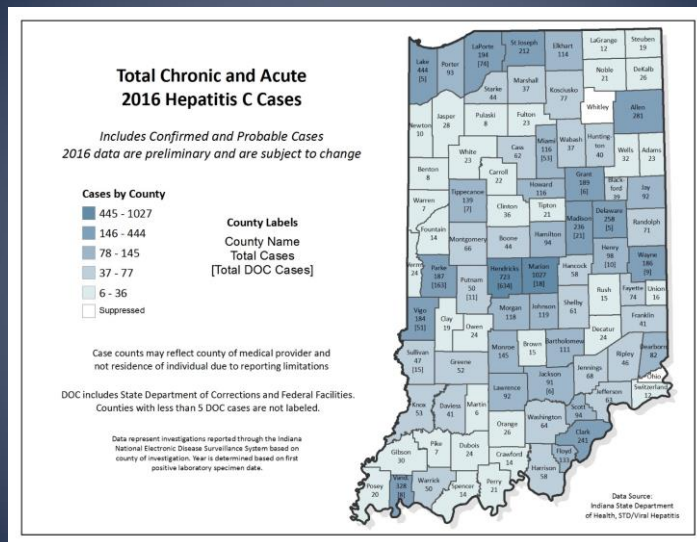 Total Chronic and Acute
2016 Hepatitis C Cases
Includes Confirmed and Probable Cases
2016 data are preliminary and are subject to change
Cases by County
445 - 1027
146 - 444
78 - 145
37 - 77
6 - 36
Suppressed
County Labels
County Name
Total Cases
[Total DOC Cases]
Case counts may reflect county of medical provider and
not residence of individual due to reporting limitations
DOC includes State Department of Corrections and Federal Facilities.
Counties with less than 5 DOC cases are not labeled.
Data represent investigations reported through the Indiana
National Electronic Disease Surveillance System based on
county of investigation. Year is determined based on first
positive laboratory specimen date.
Lake
444
[5]
Porter
93
LaPorte
194
[74]
St Joseph
212
Elkhart
114
LaGrange
12
Steuben
19
Noble
21
DeKalb
26
Starke
44
Marshall
37
Kosciusko
77
Whitley
Allen
281
Newton
10
Jasper
28
Pulaski
8
Fulton
23
Cass
62
Miami
116
[53]
Wabash
37
Hunting-
ton
40
Wells
32
Adams
23
White
23
Benton
8
Carroll
22
Howard
116
Grant
189
[6]
Black
ford
39
Jay
92
Warren
7
Tippecanoe
139
[7]
Clinton
36
Tipton
21
Madison
236
[21]
Delaware
258
[5]
Randolph
71
Fountain
14
Montgomery
66
Boone
44
Hamilton
94
Henry
98
[10]
Wayne
186
[9]
24
Parke
187
[163]
Putnam
50
[11]
Hendricks
723
[634]
Marion
1027
[18]
Hancock
58
Rush
15
Fayette
74
Union
16
Vigo
184
[51]
Clay
19
Owen
24
Morgan
118
Johnson
119
Shelby
61
Franklin
41
Decatur
24
Sullivan
47
[15]
Greene
52
Monroe
145
Brown
15
Bartholomew
111
Jennings
68
Ripley
46
Dearborn
82
Ohio
Switzerland
12
Jackson
91
[6]
Jefferson
Knox
53
Daviess
41
Martin
6
Lawrence
92
Orange
26
Washington
64
Scott
94
Clark
241
Floyd
Gibson
30
Pike
7
Dubois
24
Crawford
14
Harrison
58
Posey
20
Vand.
328
[8]
Warrick
50
Spencer
14
Perry
21
Data Source:
Indiana State Department
of Health, STD/Viral Hepatitis